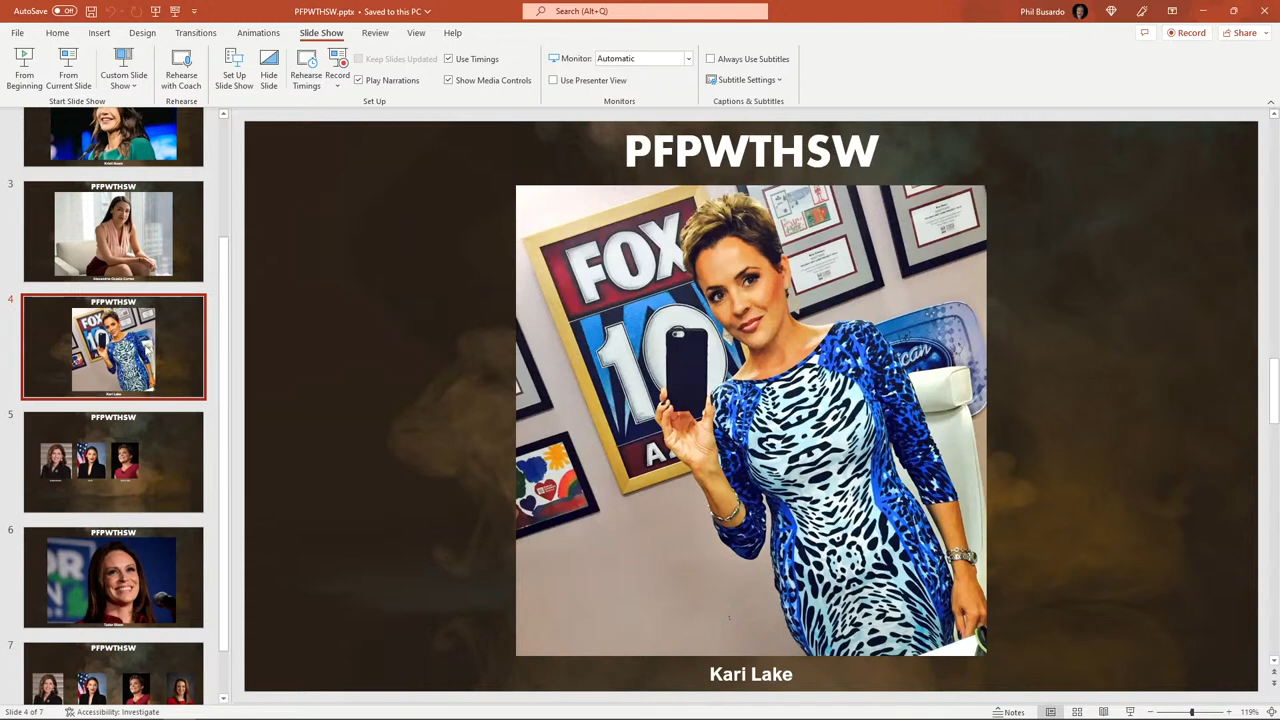 AutoSave Off
PFPWTHSW.pptx • Saved to this PC
Search (Alt+Q)
Phil Busardo
File Home Insert Draw Design Transitions Animations Slide Show Review View Help
Record Share
From Beginning
From Current Slide
Custom Slide Show
Rehearse with Coach
Set Up Slide Show
Hide Slide
Rehearse Timings
Record
Keep Slides Updated
Play Narrations
Use Timings
Show Media Controls
Monitor: Automatic
Use Presenter View
Always Use Subtitles
Subtitle Settings
Start Slide Show
Rehearse
Set Up
Monitors
Captions & Subtitles
3
PFPWTHSW
4
PFPWTHSW
FOX
10
Kari Lake
5
PFPWTHSW
6
PFPWTHSW
7
PFPWTHSW
PFPWTHSW
FOX
10
Kari Lake
Slide 4 of 7
Accessibility: Investigate
Notes
119%